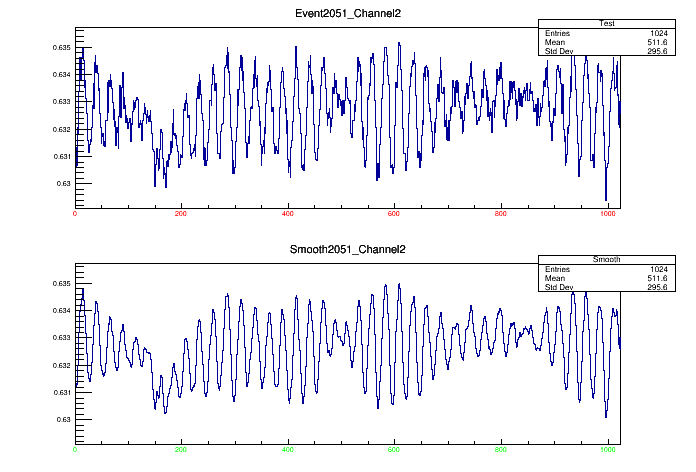 Event2051_Channel2
Test
Entries 1024
Mean 511.6
Std Dev 295.6
0.635
0.634
0.633
0.632
0.631
0.63
0 200 400 600 800 1000
Smooth2051_Channel2
Smooth
Entries 1024
Mean 511.6
Std Dev 295.6
0.635
0.634
0.633
0.632
0.631
0.63
0 200 400 600 800 1000